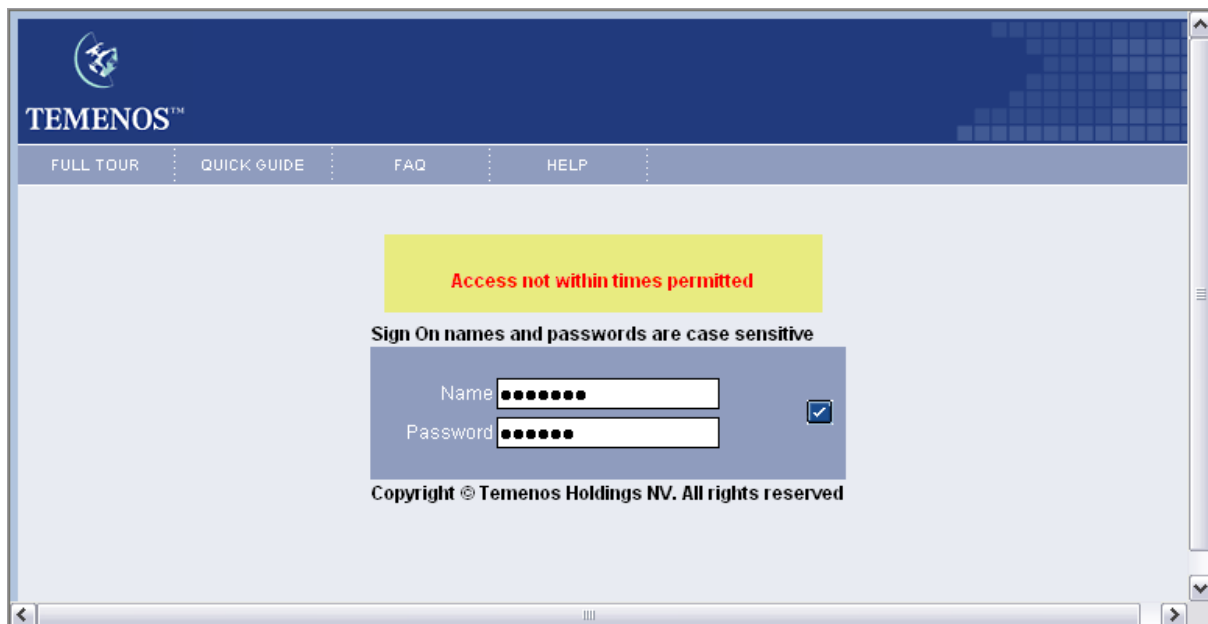 TEMENOS™
FULL TOUR QUICK GUIDE FAQ HELP
Access not within times permitted
Sign On names and passwords are case sensitive
Name
Password
Copyright © Temenos Holdings NV. All rights reserved